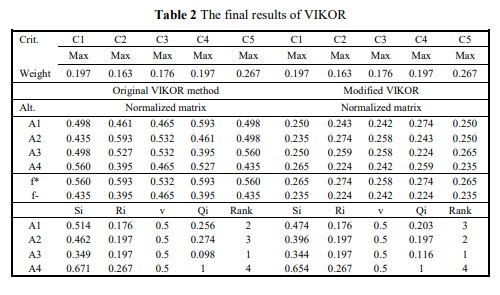 Table 2 The final results of VIKOR
Crit. C1 C2 C3 C4 C5 C1 C2 C3 C4 C5
Max Max Max Max Max Max Max Max Max Max
Weight 0.197 0.163 0.176 0.197 0.267 0.197 0.163 0.176 0.197 0.267
Original VIKOR method Modified VIKOR
Alt. Normalized matrix Normalized matrix
A1 0.498 0.461 0.465 0.593 0.498 0.250 0.243 0.242 0.274 0.250
A2 0.435 0.593 0.532 0.461 0.498 0.235 0.274 0.258 0.243 0.250
A3 0.498 0.527 0.532 0.395 0.560 0.250 0.259 0.258 0.224 0.265
A4 0.560 0.395 0.465 0.527 0.435 0.265 0.224 0.242 0.259 0.235
f* 0.560 0.593 0.532 0.593 0.560 0.265 0.274 0.258 0.274 0.265
f- 0.435 0.395 0.465 0.395 0.435 0.235 0.224 0.242 0.224 0.235
Si Ri v Qi Rank Si Ri v Qi Rank
A1 0.514 0.176 0.5 0.256 2 0.474 0.176 0.5 0.203 3
A2 0.462 0.197 0.5 0.274 3 0.396 0.197 0.5 0.197 2
A3 0.349 0.197 0.5 0.098 1 0.344 0.197 0.5 0.116 1
A4 0.671 0.267 0.5 1 4 0.654 0.267 0.5 1 4